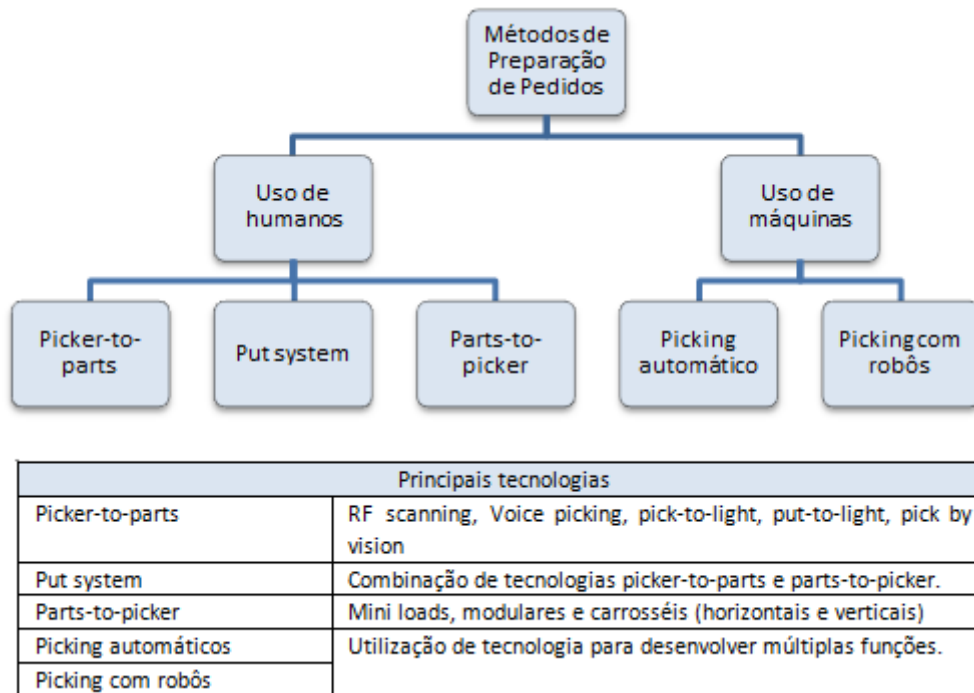 Métodos de
Preparação
de Pedidos
Uso de
humanos
Uso de
máquinas
Picker-to-
parts
Put system
Parts-to-
picker
Picking
automático
Picking com
robôs
Principais tecnologias
Picker-to-parts
RF scanning, Voice picking, pick-to-light, put-to-light, pick by
vision
Put system
Combinação de tecnologias picker-to-parts e parts-to-picker.
Parts-to-picker
Mini loads, modulares e carrosséis (horizontais e verticais)
Picking automáticos
Utilização de tecnologia para desenvolver múltiplas funções.
Picking com robôs